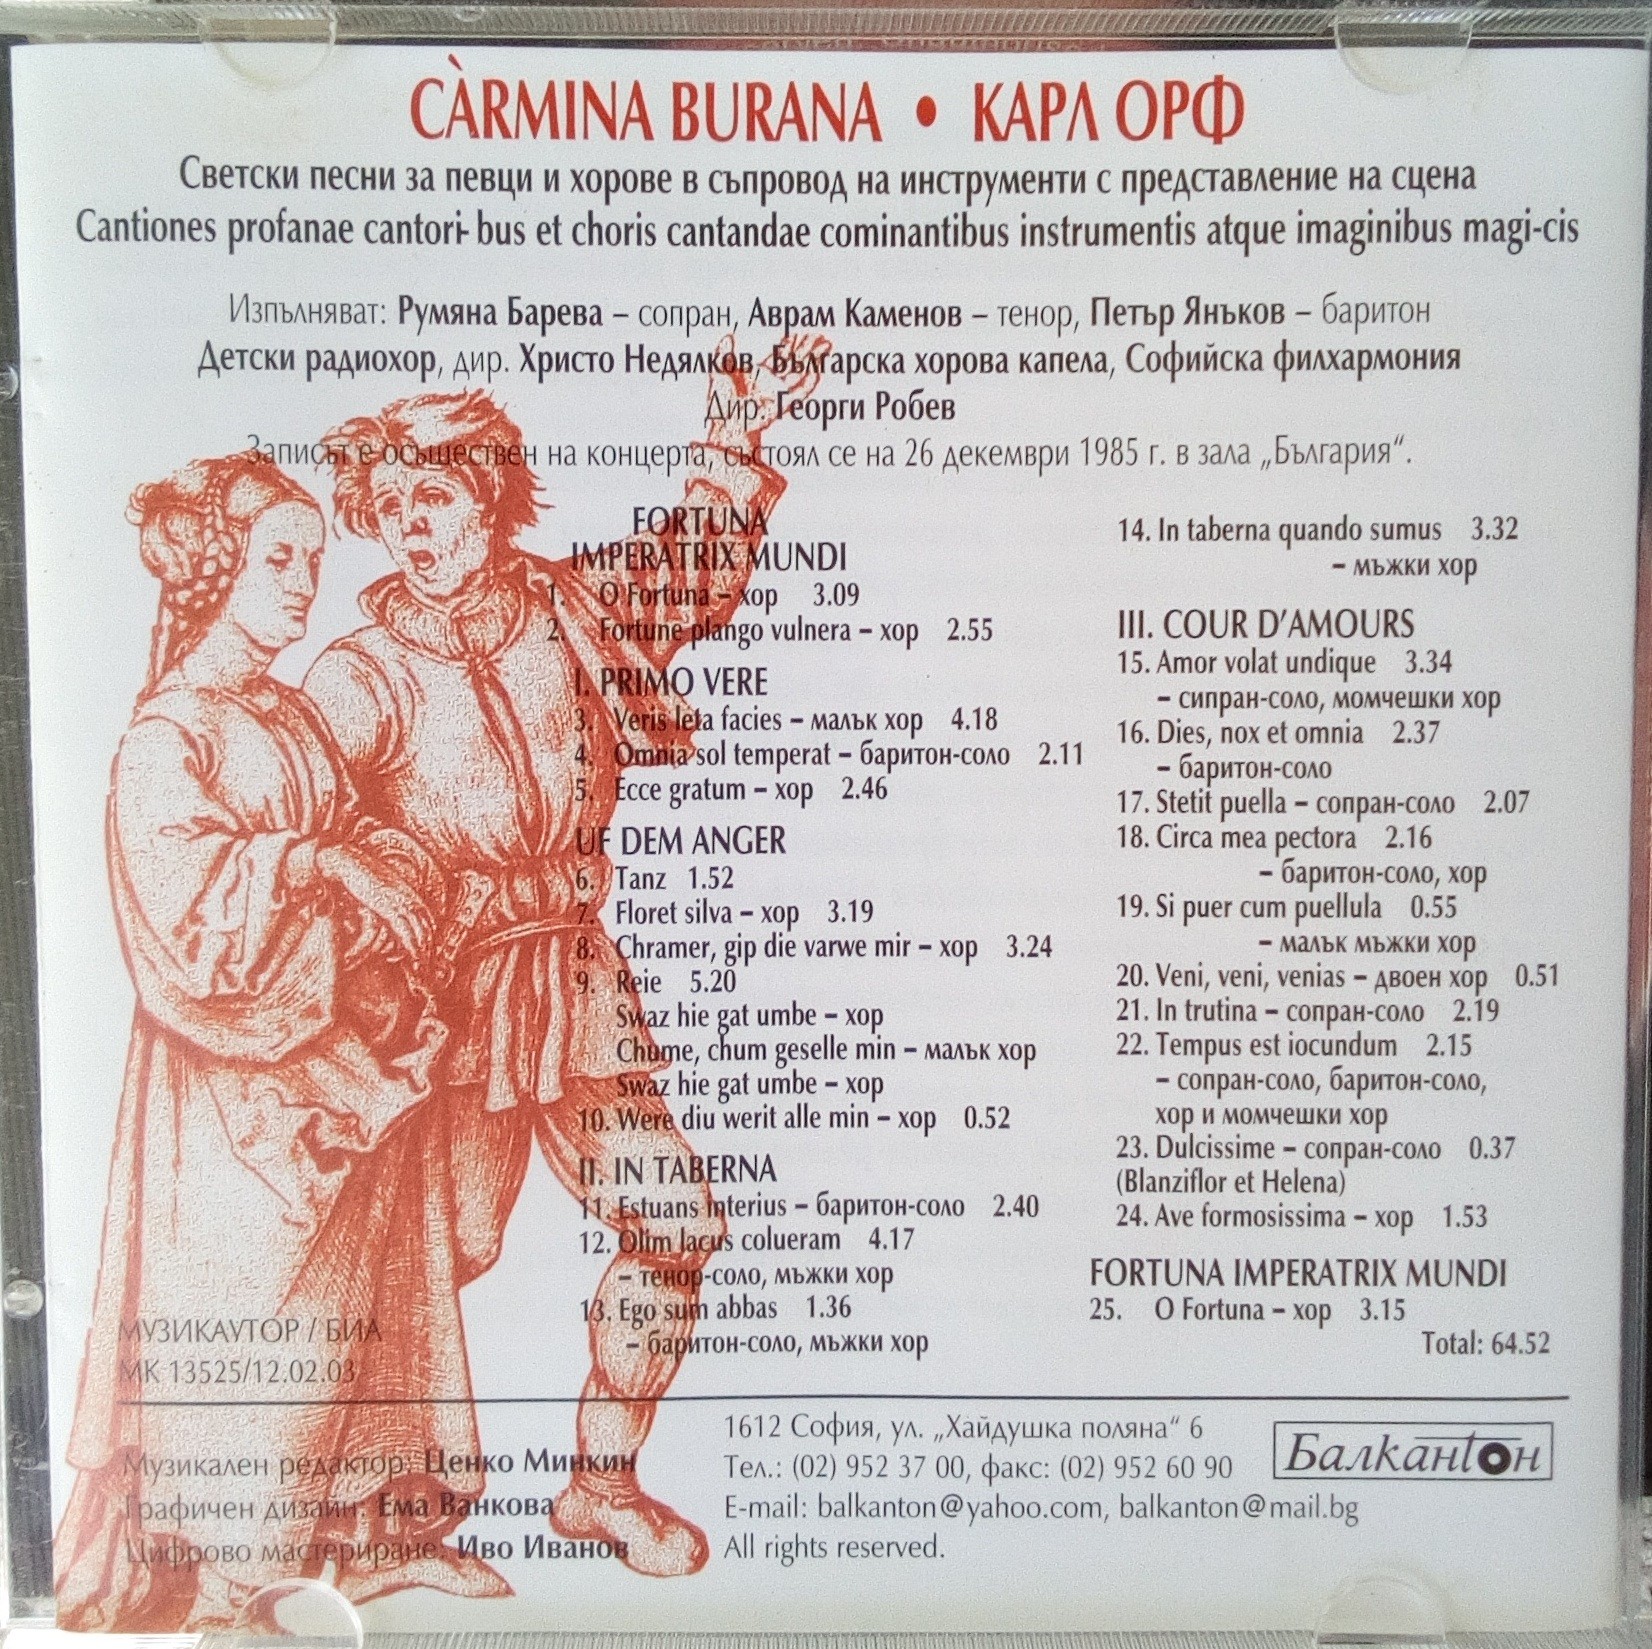 CÀRMINA BURANA • КАРЛ ОРФ
Светски песни за певци и хорове в съпровод на инструменти с представление на сцена
Cantiones profanae cantori- bus et choris cantandae cominantibus instrumentis atque imaginibus magi-cis
Изпълняват: Румяна Барева – сопран, Аврам Каменов – тенор, Петър Янъков – баритон
Детски радиохор, дир. Христо Недялков, Българска хорова капела, Софийска филхармония
Дир. Георги Робев
Записът е осъществен на концерта, състоял се на 26 декември 1985 г. в зала „България“.
FORTUNA
IMPERATRIX MUNDI
1. O Fortuna – хор 3.09
2. Fortune plango vulnera – хор 2.55
I. PRIMO VERE
3. Veris leta facies – малък хор 4.18
4. Omnia sol temperat – баритон-соло 2.11
5. Ecce gratum – хор 2.46
UF DEM ANGER
6. Tanz 1.52
7. Floret silva – хор 3.19
8. Chramer, gip die varwe mir – хор 3.24
9. Reie 5.20
Swaz hie gat umbe – хор
Chume, chum geselle min – малък хор
Swaz hie gat umbe – хор
10. Were diu werit alle min – хор 0.52
II. IN TABERNA
11. Estuans interius – баритон-соло 2.40
12. Olim lacus colueram 4.17
– тенор-соло, мъжки хор
13. Ego sum abbas 1.36
– баритон-соло, мъжки хор
14. In taberna quando sumus 3.32
– мъжки хор
III. COUR D’AMOURS
15. Amor volat undique 3.34
– сипран-соло, момчешки хор
16. Dies, nox et omnia 2.37
– баритон-соло
17. Stetit puella – сопран-соло 2.07
18. Circa mea pectora 2.16
– баритон-соло, хор
19. Si puer cum puellula 0.55
– малък мъжки хор
20. Veni, veni, venias – двоен хор 0.51
21. In trutina – сопран-соло 2.19
22. Tempus est iocundum 2.15
– сопран-соло, баритон-соло,
хор и момчешки хор
23. Dulcissime – сопран-соло 0.37
(Blanziflor et Helena)
24. Ave formosissima – хор 1.53
FORTUNA IMPERATRIX MUNDI
25. O Fortuna – хор 3.15
Total: 64.52
МУЗИКАУТОР / БИА
МК 13525/12.02.03
Музикален редактор: Ценко Минкин
Графичен дизайн: Ема Ванкова
Цифрово мастериране: Иво Иванов
1612 София, ул. „Хайдушка поляна“ 6
Тел.: (02) 952 37 00, факс: (02) 952 60 90
E-mail: balkanton@yahoo.com, balkanton@mail.bg
All rights reserved.
Балкантон